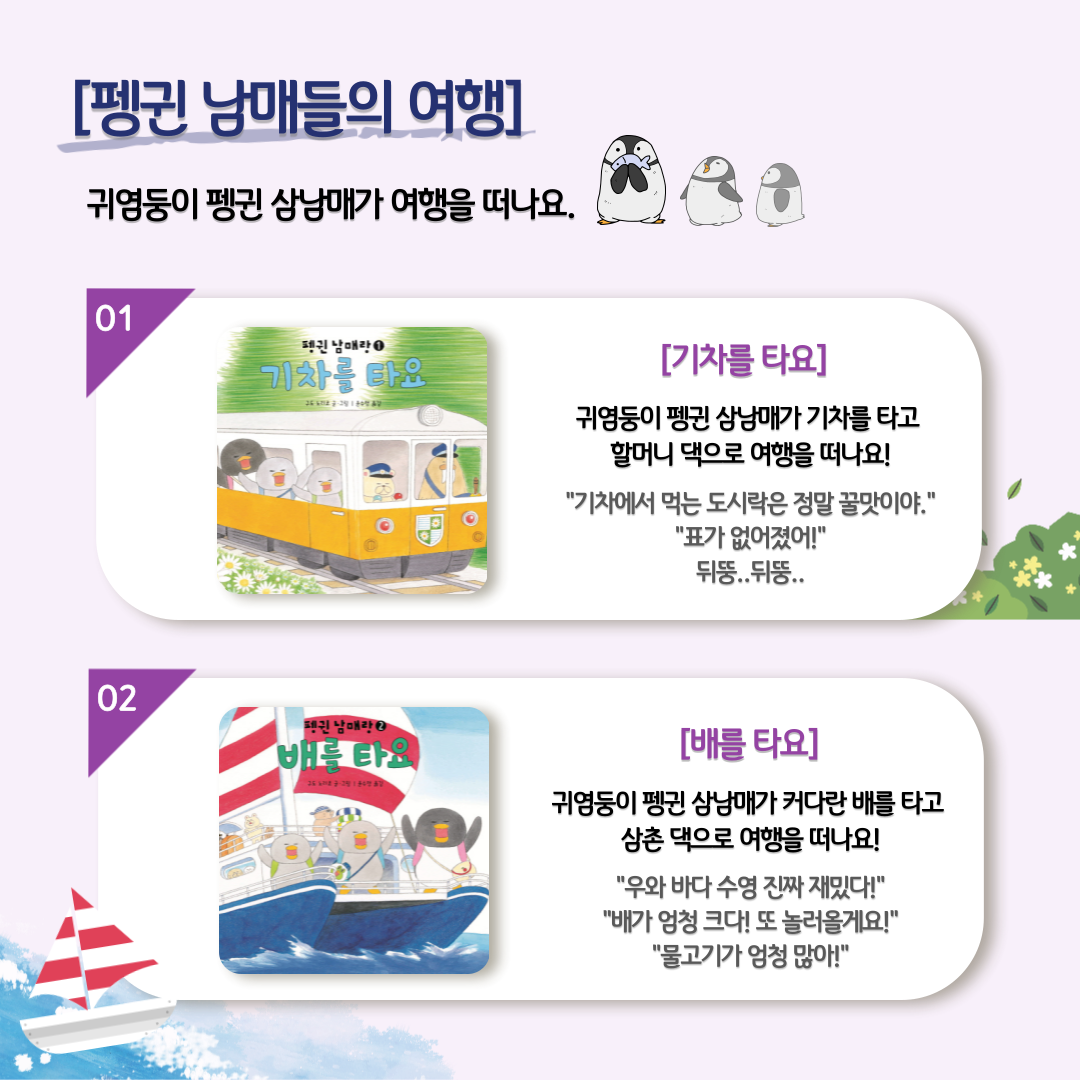 [펭귄 남매들의 여행]
귀염둥이 펭귄 삼남매가 여행을 떠나요.
01
펭귄 남매랑 1
기차를 타요
[기차를 타요]
귀염둥이 펭귄 삼남매가 기차를 타고
할머니 댁으로 여행을 떠나요!
"기차에서 먹는 도시락은 정말 꿀맛이야."
"표가 없어졌어!"
뒤뚱..뒤뚱..
02
펭귄 남매랑 2
배를 타요
[배를 타요]
귀염둥이 펭귄 삼남매가 커다란 배를 타고
삼촌 댁으로 여행을 떠나요!
"우와 바다 수영 진짜 재밌다!"
"배가 엄청 크다! 또 놀러올게요!"
"물고기가 엄청 많아!"